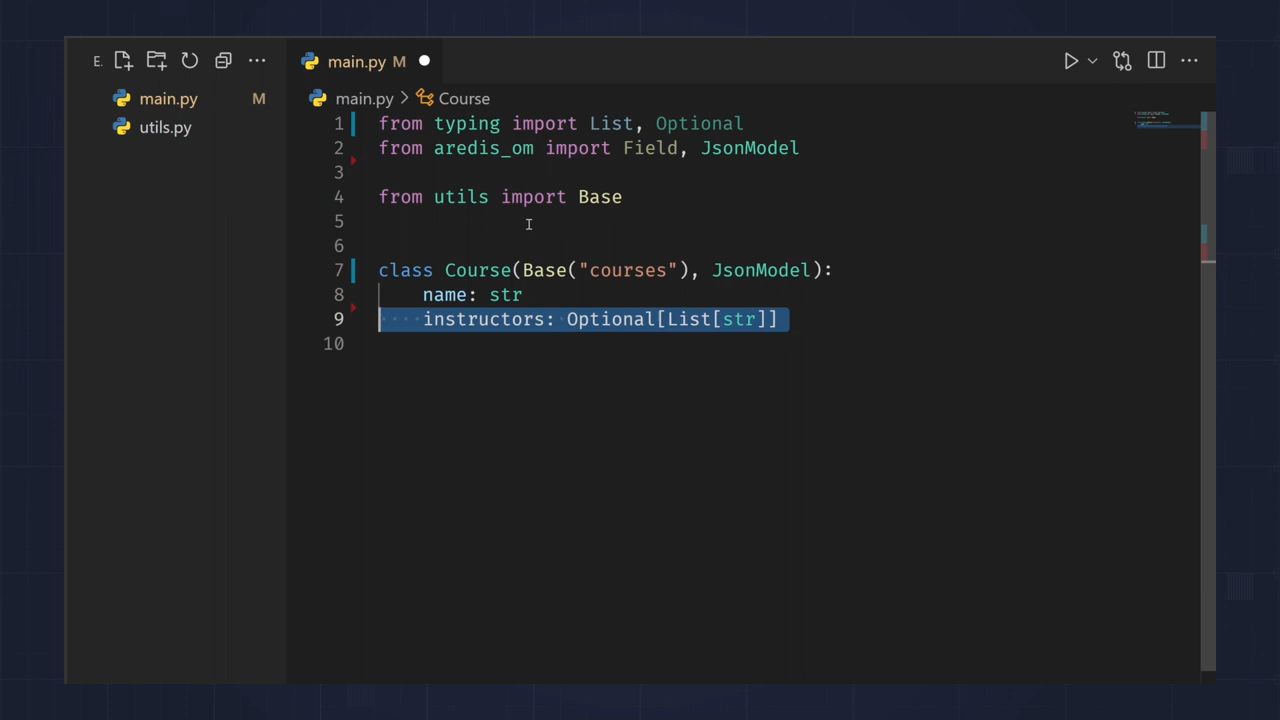 E.
main.py M
main.py M
utils.py
main.py > Course
1 from typing import List, Optional
2 from aredis_om import Field, JsonModel
3
4 from utils import Base
5
6
7 class Course(Base("courses"), JsonModel):
8     name: str
9     instructors: Optional[List[str]]
10